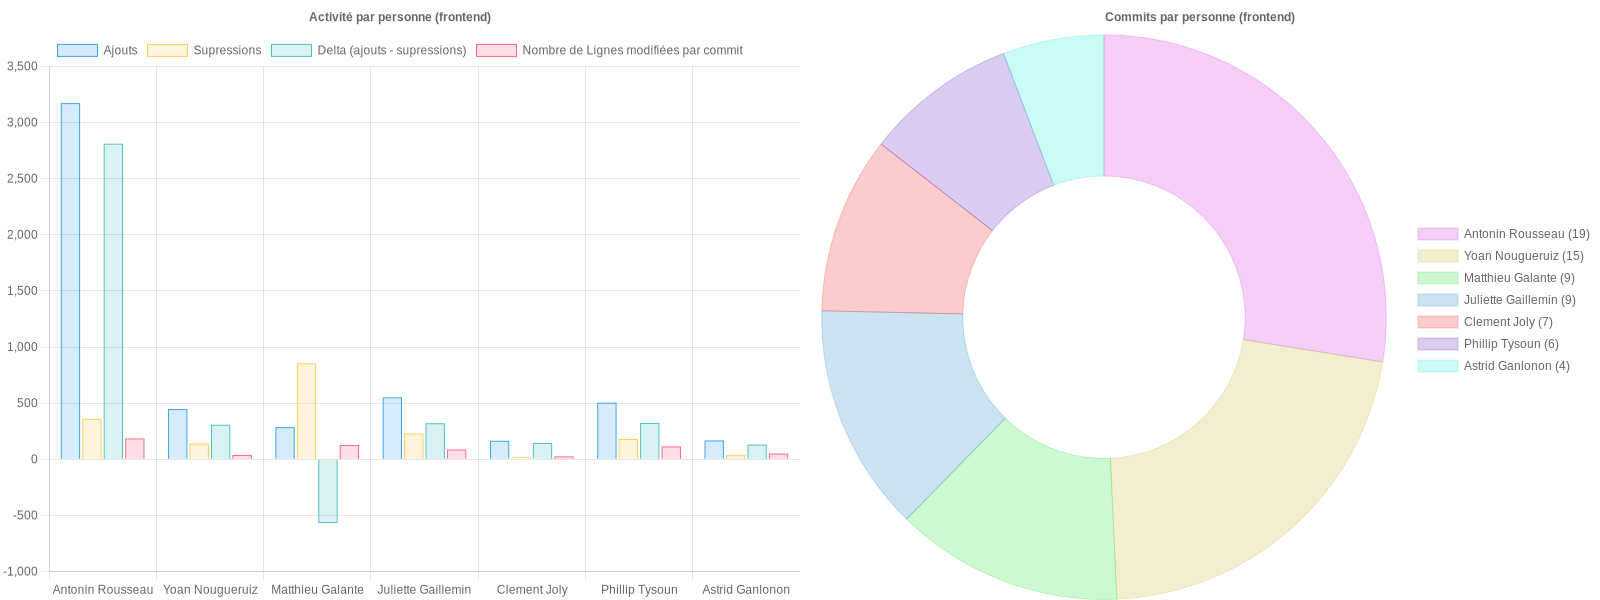 Activité par personne (frontend)
Ajouts
Supressions
Delta (ajouts - supressions)
Nombre de Lignes modifiées par commit
3,500
3,000
2,500
2,000
1,500
1,000
500
0
-500
-1,000
Antonin Rousseau
Yoan Nougueruiz
Matthieu Galante
Juliette Gaillemin
Clement Joly
Phillip Tysoun
Astrid Ganlonon
Commits par personne (frontend)
Antonin Rousseau (19)
Yoan Nougueruiz (15)
Matthieu Galante (9)
Juliette Gaillemin (9)
Clement Joly (7)
Phillip Tysoun (6)
Astrid Ganlonon (4)